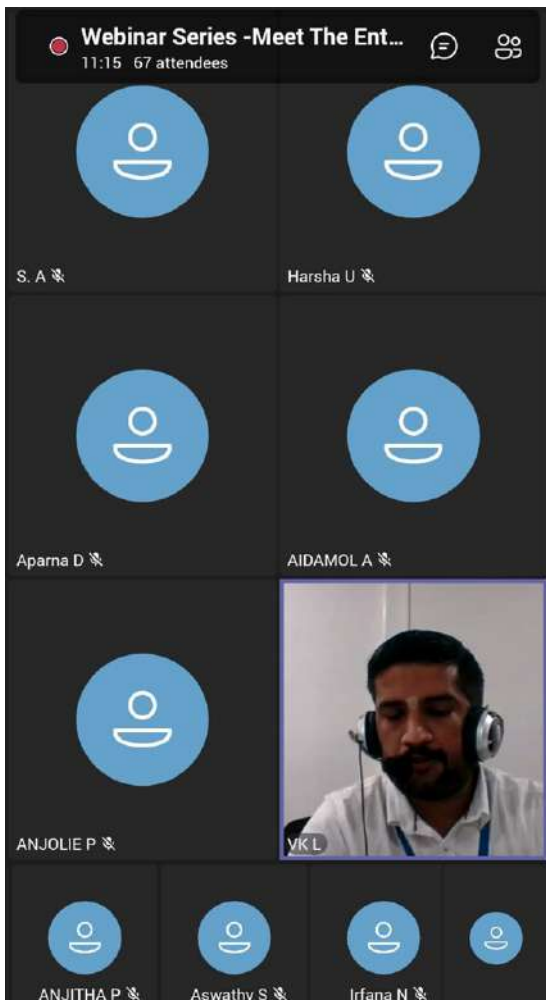 Webinar Series -Meet The Ent...
11:15 67 attendees
S. A
Harsha U
Aparna D
AIDAMOL A
ANJOLIE P
VK L
ANJITHA P
Aswathy S
Irfana N